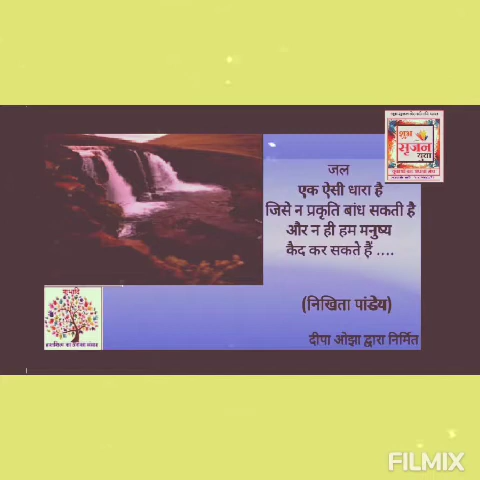 शुभ
सृजन
यूथ
जल
एक ऐसी धारा है
जिसे न प्रकृति बांध सकती है
और न ही हम मनुष्य
कैद कर सकते हैं ....
(निखिता पांडेय)
दीपा ओझा द्वारा निर्मित
FILMIX